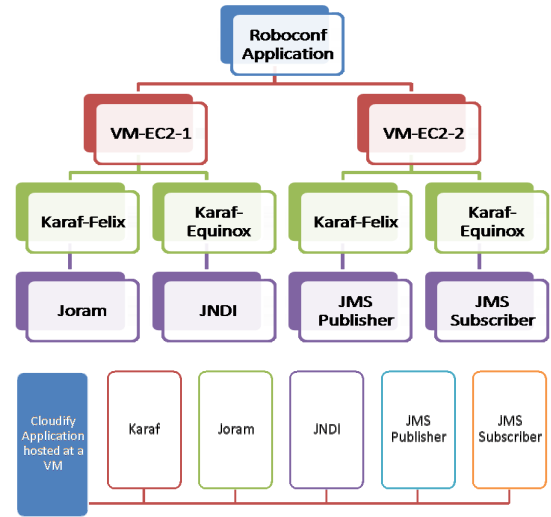 Roboconf
Application
VM-EC2-1
VM-EC2-2
Karaf-Felix
Karaf-
Equinox
Karaf-Felix
Karaf-
Equinox
Joram
JNDI
JMS
Publisher
JMS
Subscriber
Cloudify
Application
hosted at a
VM
Karaf
Joram
JNDI
JMS
Publisher
JMS
Subscriber